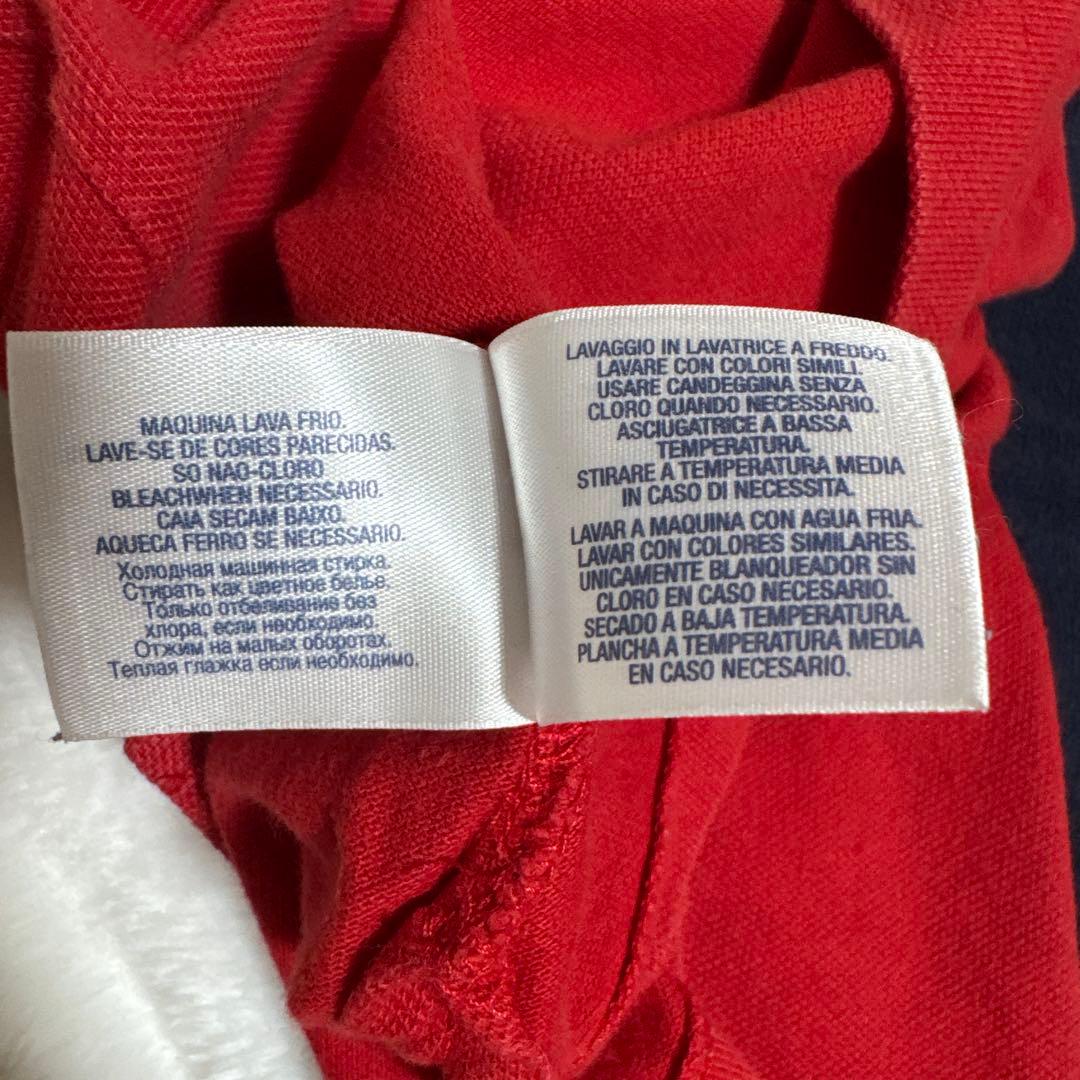 MAQUINA LAVA FRIO.
LAVE-SE DE CORES PARECIDAS.
SO NAO-CLORO
BLEACHWHEN NECESSARIO.
CAIA SECAM BAIXO.
AQUECA FERRO SE NECESSARIO.
Холодная машинная стирка.
Стирать как цветное белье.
Только отбеливание без
хлора, если необходимо.
Отжим на малых оборотах.
Теплая глажка если необходимо.
LAVAGGIO IN LAVATRICE A FREDDO.
LAVARE CON COLORI SIMILI.
USARE CANDEGGINA SENZA
CLORO QUANDO NECESSARIO.
ASCIUGATRICE A BASSA
TEMPERATURA.
STIRARE A TEMPERATURA MEDIA
IN CASO DI NECESSITA.
LAVAR A MAQUINA CON AGUA FRIA.
LAVAR CON COLORES SIMILARES.
UNICAMENTE BLANQUEADOR SIN
CLORO EN CASO NECESARIO.
SECADO A BAJA TEMPERATURA.
PLANCHA A TEMPERATURA MEDIA
EN CASO NECESARIO.